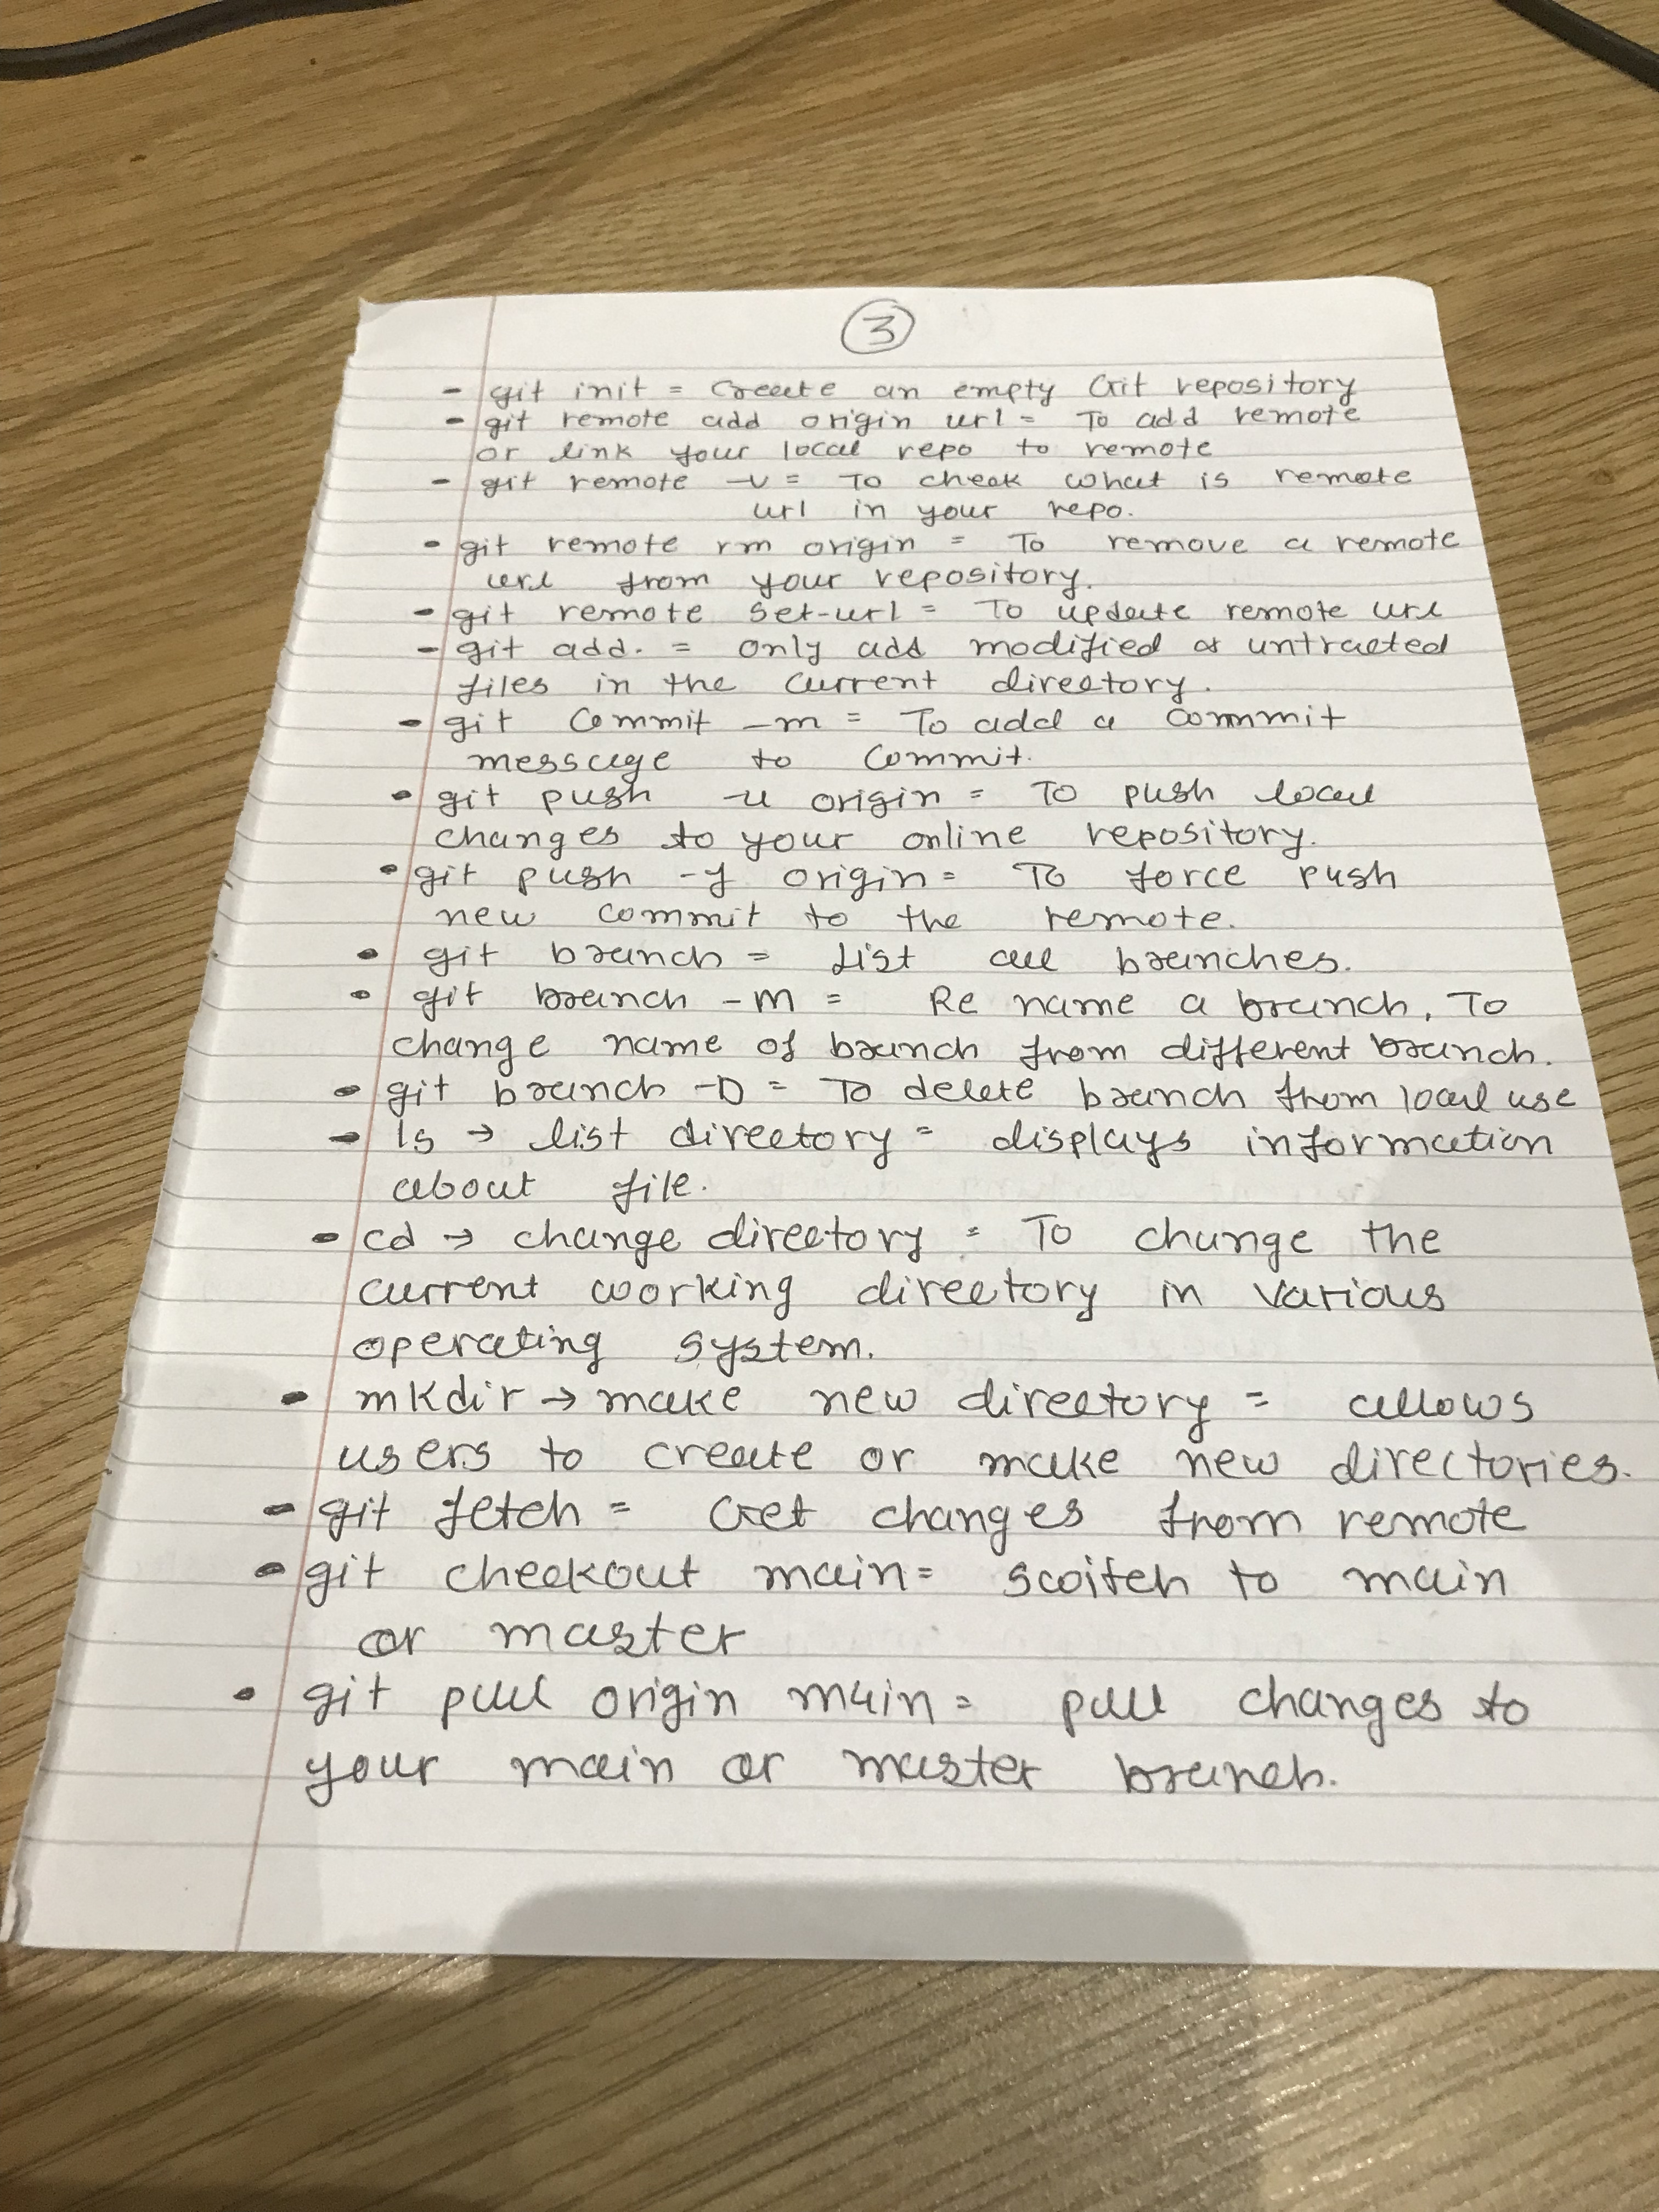 3
- git init = Create an empty Git repository
- git remote add origin url = To add remote
or link your local repo to remote
- git remote -v = To check what is remote
url in your repo.
- git remote rm origin = To remove a remote
url from your repository.
- git remote set-url = To update remote url
- git add. = only add modified or untracted
files in the current directory.
- git commit -m = To add a commit
message to commit.
• git push -u origin = To push local
changes to your online repository.
• git push -f origin = To force push
new commit to the remote.
• git branch = List all branches.
• git branch -m = Re name a branch, To
change name of branch from different branch.
• git branch -D = To delete branch from local use
- ls → list directory = displays information
about file.
- cd → change directory = To change the
current working directory in various
operating system.
• mkdir → make new directory = allows
users to create or make new directories.
- git fetch = Get changes from remote
- git checkout main = switch to main
or master
• git pull origin main = pull changes to
your main or master branch.